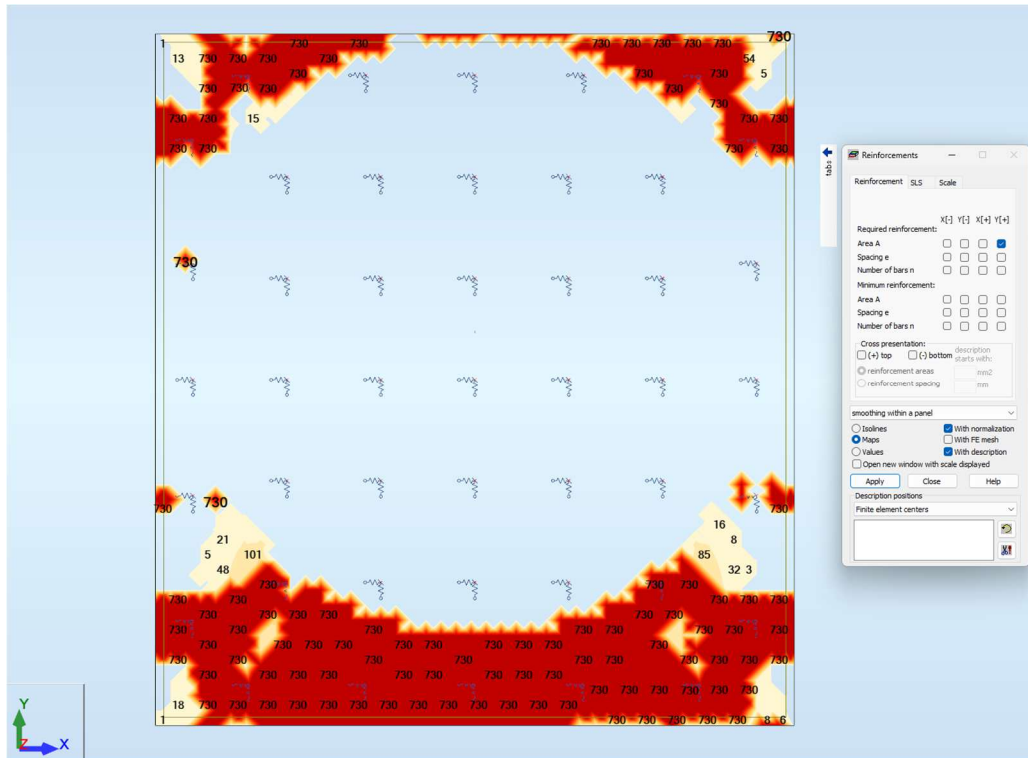 730
1 730 730 730 730 730 730 730
13 730 730 730 730 730 730 730 54
730 730 5
730 730 730
730
15
730 730 730 730
730 730 730 730
730
730 730 730
16
21 8
5 101 85
48 32 3
730 730 730
730 730 730 730 730
730 730 730 730 730 730 730
730 730 730 730 730 730 730 730
730 730 730 730 730 730 730 730 730 730
730 730 730 730 730 730 730
730 730 730 730 730 730 730 730 730
730 730 730 730 730 730
18 730 730 730 730 730 730 730 730 730 730 730 730 730 730 730 730 730 730
1 730 730 730 730 730 8 6
Y
Z
X
tabs
Reinforcements
Reinforcement SLS Scale
X[-] Y[-] X[+] Y[+]
Required reinforcement:
Area A
Spacing e
Number of bars n
Minimum reinforcement:
Area A
Spacing e
Number of bars n
Cross presentation:
(+) top (-) bottom description starts with:
reinforcement areas mm2
reinforcement spacing mm
smoothing within a panel
Isolines With normalization
Maps With FE mesh
Values With description
Open new window with scale displayed
Apply Close Help
Description positions
Finite element centers